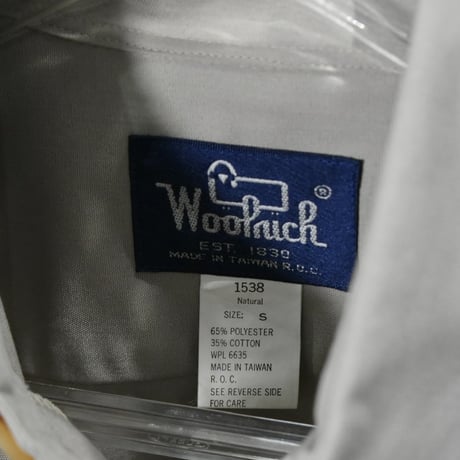 Woolrich ®
EST. 1830
MADE IN TAIWAN R.O.C.
1538
Natural
SIZE: S
65% POLYESTER
35% COTTON
WPL 6635
MADE IN TAIWAN
R. O. C.
SEE REVERSE SIDE
FOR CARE